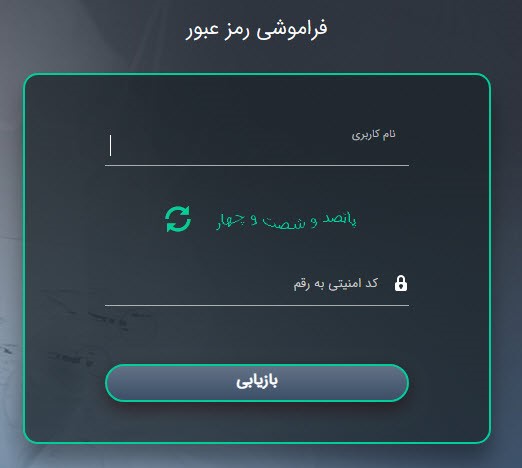 فراموشی رمز عبور
نام کاربری
پانصد و شصت و چهار
کد امنیتی به رقم
بازیابی